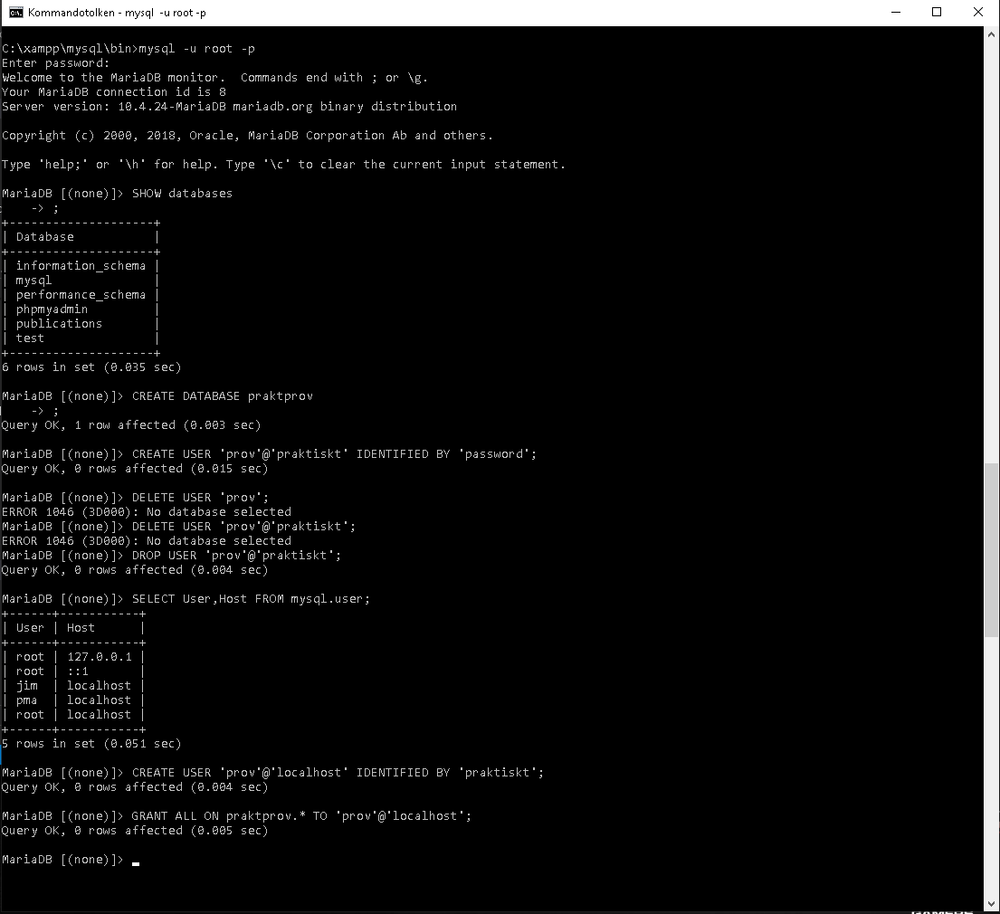 Kommandotolken - mysql  -u root -p
C:\xampp\mysql\bin>mysql -u root -p
Enter password:
Welcome to the MariaDB monitor.  Commands end with ; or \g.
Your MariaDB connection id is 8
Server version: 10.4.24-MariaDB mariadb.org binary distribution
Copyright (c) 2000, 2018, Oracle, MariaDB Corporation Ab and others.
Type 'help;' or '\h' for help. Type '\c' to clear the current input statement.
MariaDB [(none)]> SHOW databases
    -> ;
+--------------------+
| Database           |
+--------------------+
| information_schema |
| mysql              |
| performance_schema |
| phpmyadmin         |
| publications       |
| test               |
+--------------------+
6 rows in set (0.035 sec)
MariaDB [(none)]> CREATE DATABASE praktprov
    -> ;
Query OK, 1 row affected (0.003 sec)
MariaDB [(none)]> CREATE USER 'prov'@'praktiskt' IDENTIFIED BY 'password';
Query OK, 0 rows affected (0.015 sec)
MariaDB [(none)]> DELETE USER 'prov';
ERROR 1046 (3D000): No database selected
MariaDB [(none)]> DELETE USER 'prov'@'praktiskt';
ERROR 1046 (3D000): No database selected
MariaDB [(none)]> DROP USER 'prov'@'praktiskt';
Query OK, 0 rows affected (0.004 sec)
MariaDB [(none)]> SELECT User,Host FROM mysql.user;
+------+-----------+
| User | Host      |
+------+-----------+
| root | 127.0.0.1 |
| root | ::1       |
| jim  | localhost |
| pma  | localhost |
| root | localhost |
+------+-----------+
5 rows in set (0.051 sec)
MariaDB [(none)]> CREATE USER 'prov'@'localhost' IDENTIFIED BY 'praktiskt';
Query OK, 0 rows affected (0.004 sec)
MariaDB [(none)]> GRANT ALL ON praktprov.* TO 'prov'@'localhost';
Query OK, 0 rows affected (0.005 sec)
MariaDB [(none)]>